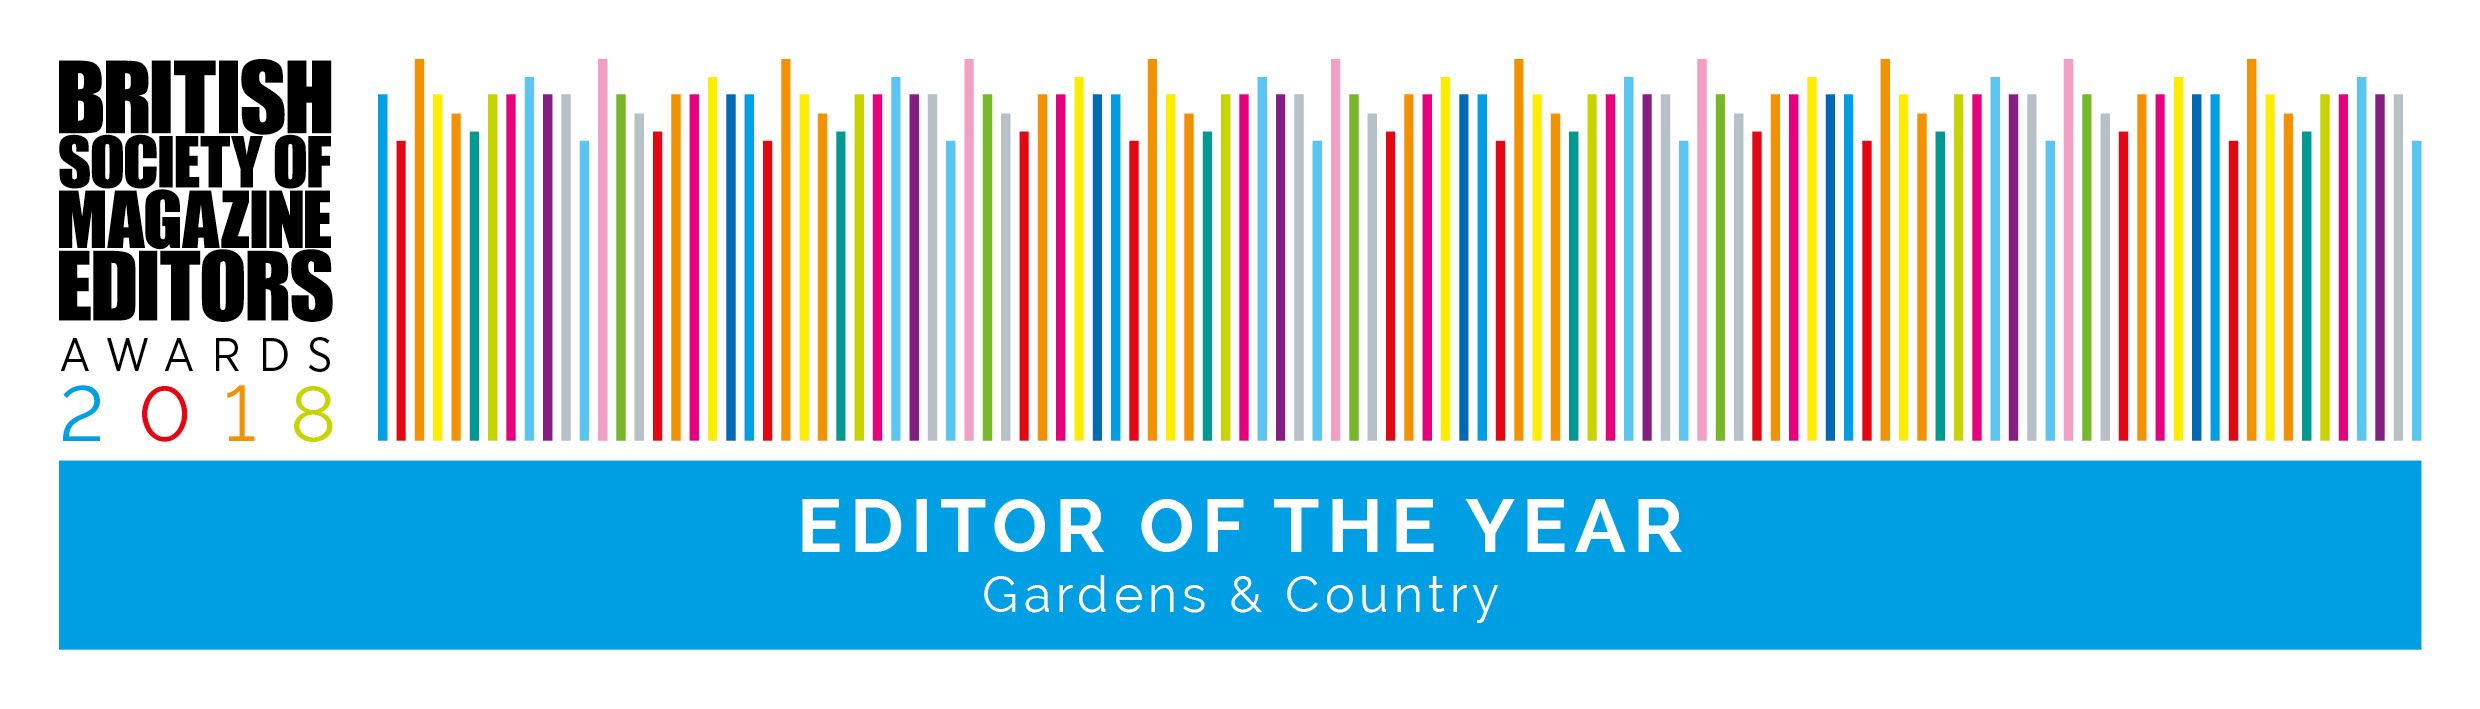 BRITISH
SOCIETY OF
MAGAZINE
EDITORS
AWARDS
2018
EDITOR OF THE YEAR
Gardens & Country